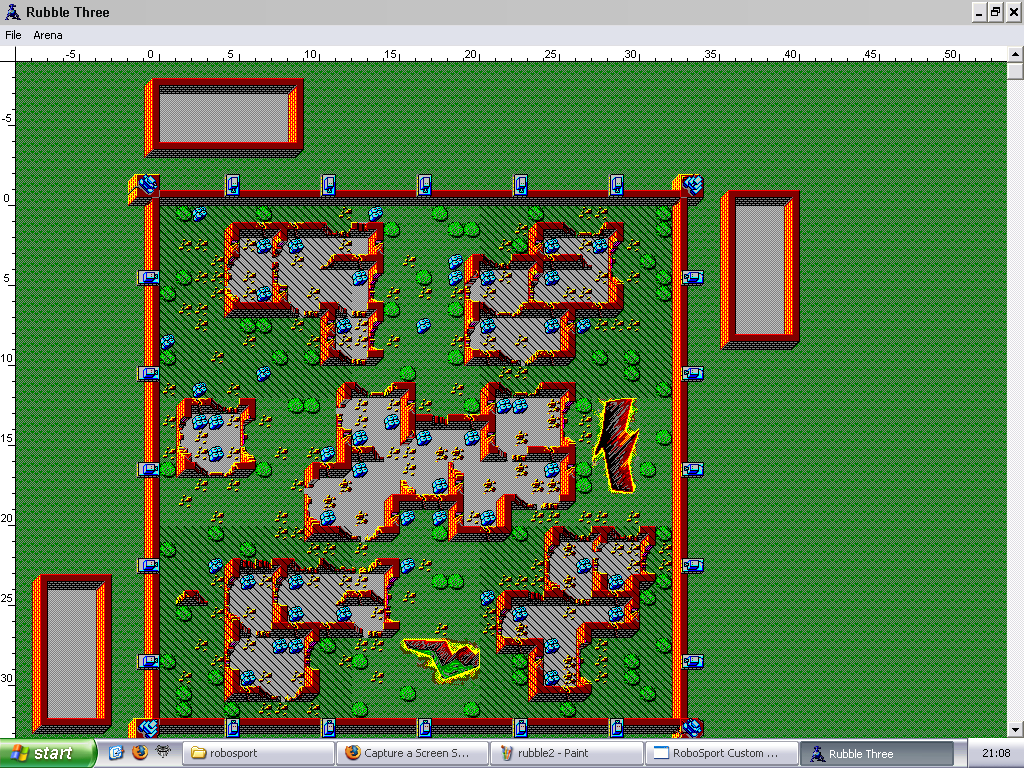 Rubble Three
File Arena
-5 0 5 10 15 20 25 30 35 40 45 50
-5
0
5
10
15
20
25
30
start robosport Capture a Screen S... rubble2 - Paint RoboSport Custom ... Rubble Three 21:08